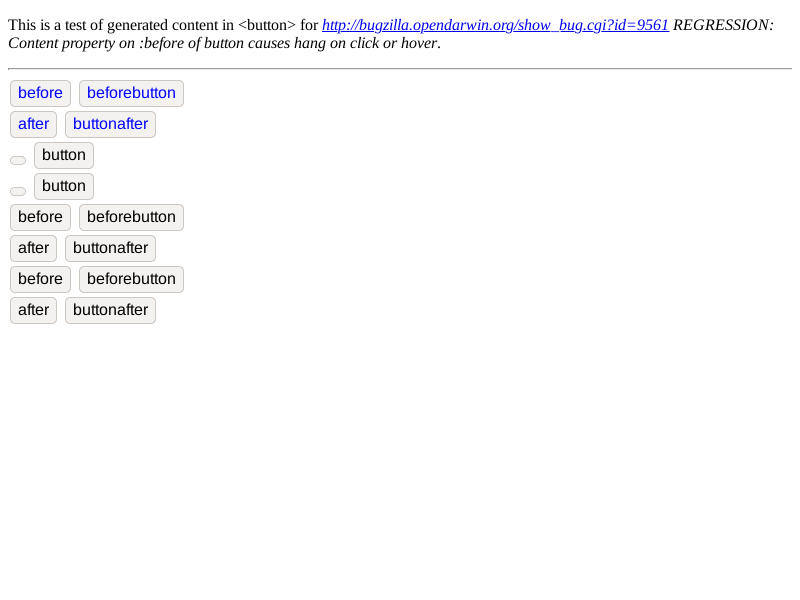 This is a test of generated content in <button> for http://bugzilla.opendarwin.org/show_bug.cgi?id=9561 REGRESSION:
Content property on :before of button causes hang on click or hover.
before beforebutton
after buttonafter
button
button
before beforebutton
after buttonafter
before beforebutton
after buttonafter